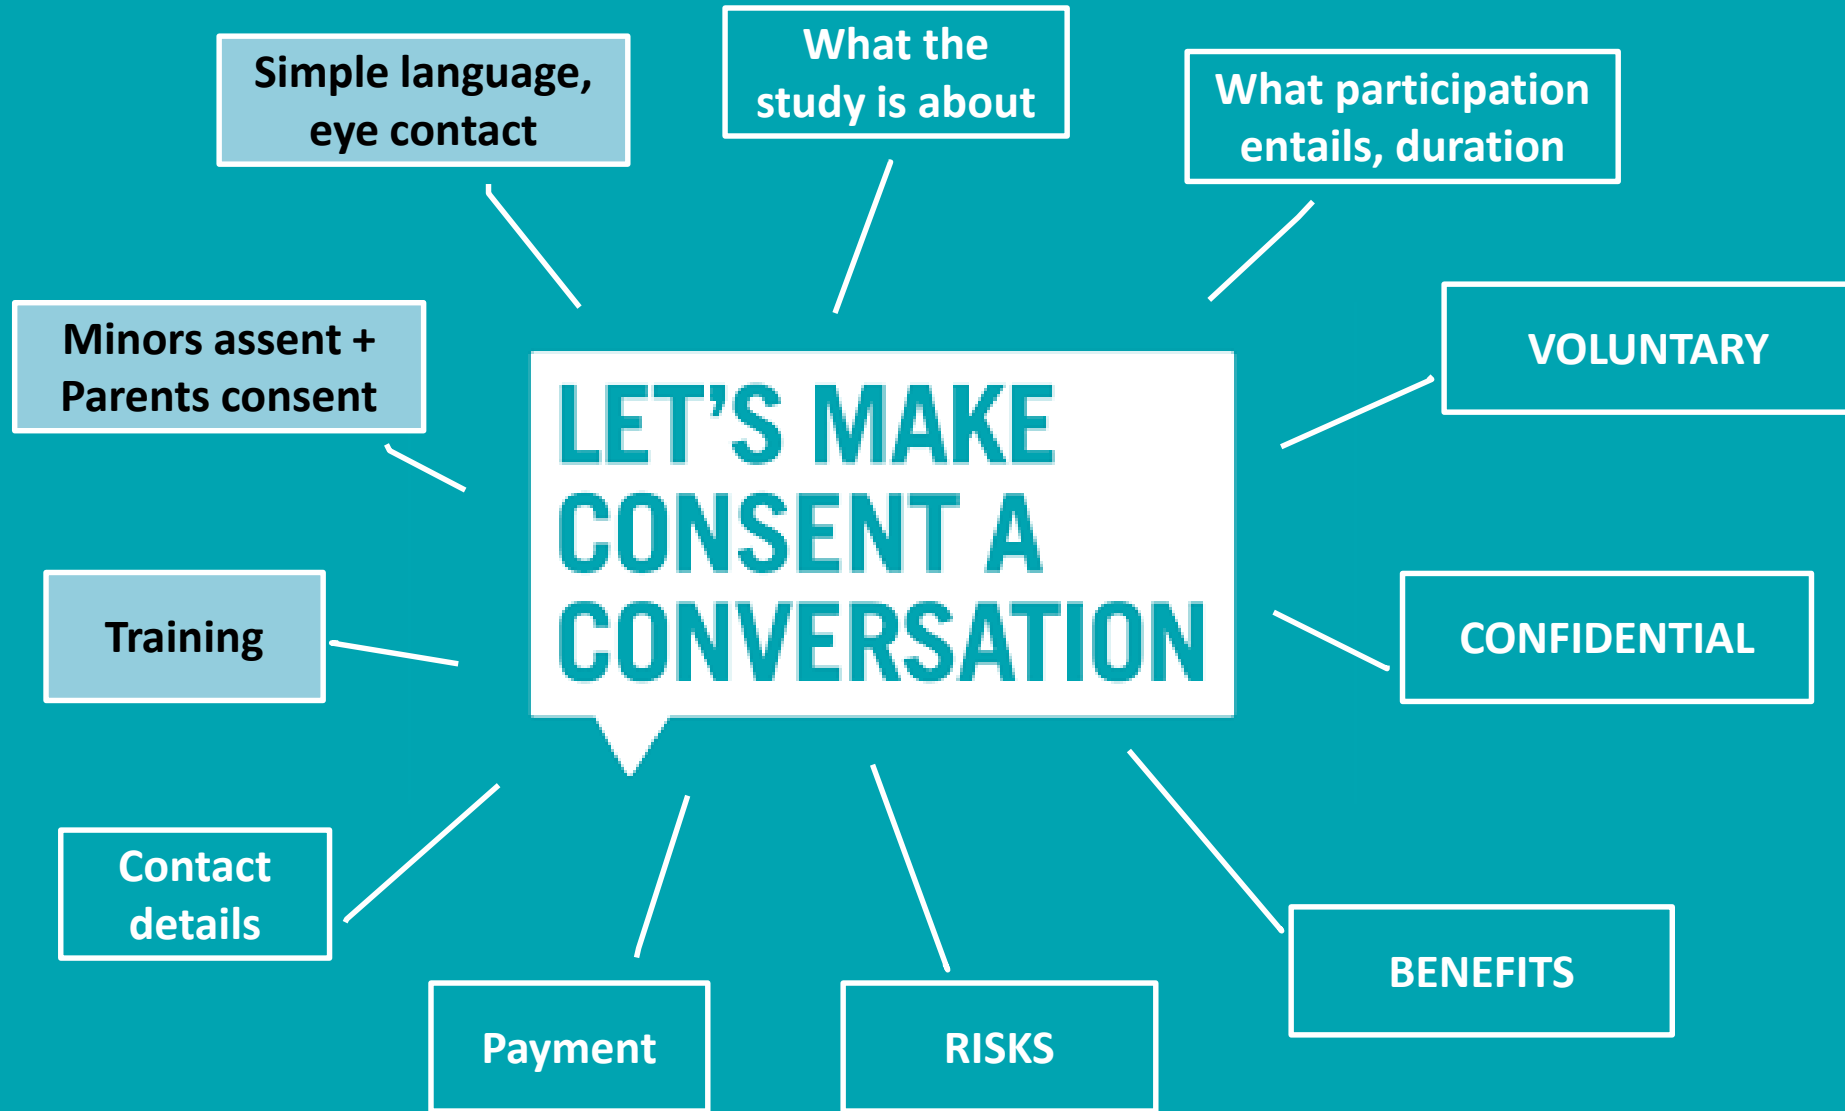 Simple language,
eye contact
What the
study is about
What participation
entails, duration
Minors assent +
Parents consent
VOLUNTARY
LET'S MAKE
CONSENT A
CONVERSATION
Training
CONFIDENTIAL
Contact
details
BENEFITS
Payment
RISKS